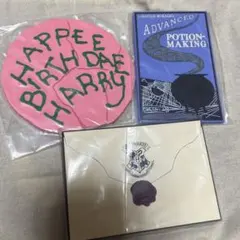 HAPPEE
BIRTHDAE
HARRY
ADVANCED
POTION-
MAKING